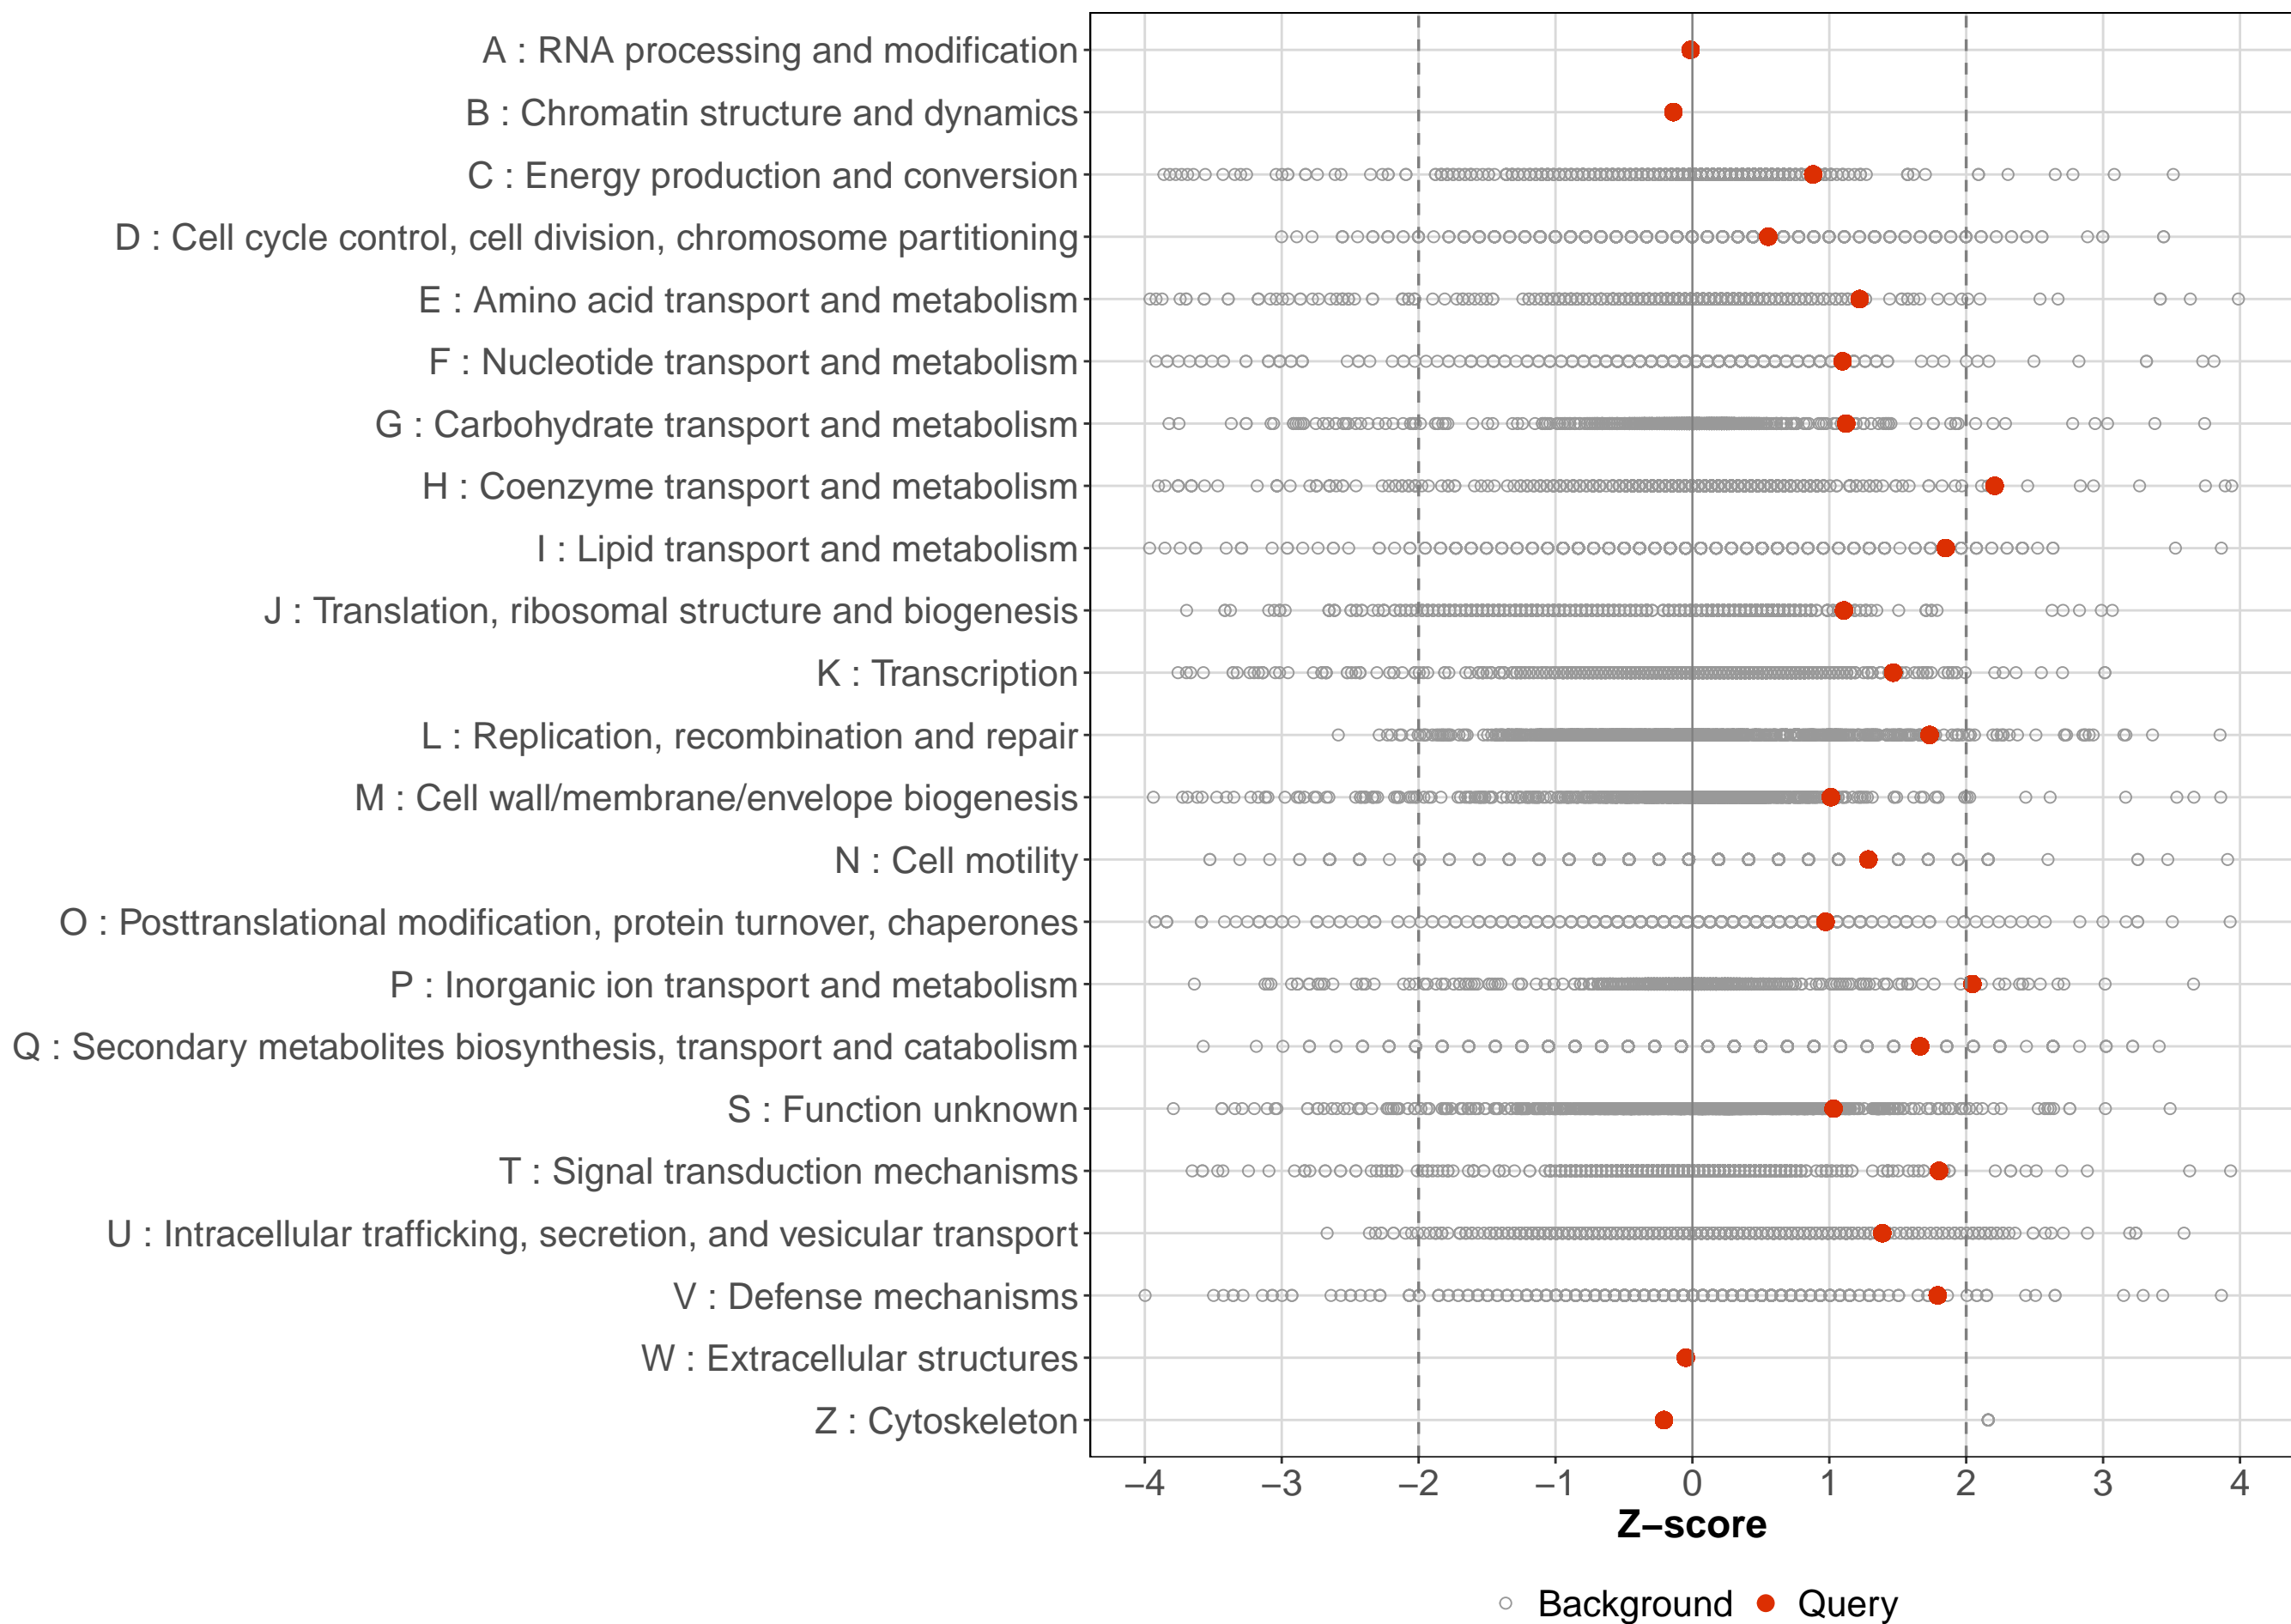 A : RNA processing and modification
B : Chromatin structure and dynamics
C : Energy production and conversion
D : Cell cycle control, cell division, chromosome partitioning
E : Amino acid transport and metabolism
F : Nucleotide transport and metabolism
G : Carbohydrate transport and metabolism
H : Coenzyme transport and metabolism
I : Lipid transport and metabolism
J : Translation, ribosomal structure and biogenesis
K : Transcription
L : Replication, recombination and repair
M : Cell wall/membrane/envelope biogenesis
N : Cell motility
O : Posttranslational modification, protein turnover, chaperones
P : Inorganic ion transport and metabolism
Q : Secondary metabolites biosynthesis, transport and catabolism
S : Function unknown
T : Signal transduction mechanisms
U : Intracellular trafficking, secretion, and vesicular transport
V : Defense mechanisms
W : Extracellular structures
Z : Cytoskeleton
−4 −3 −2 −1 0 1 2 3 4
Z−score
Background Query